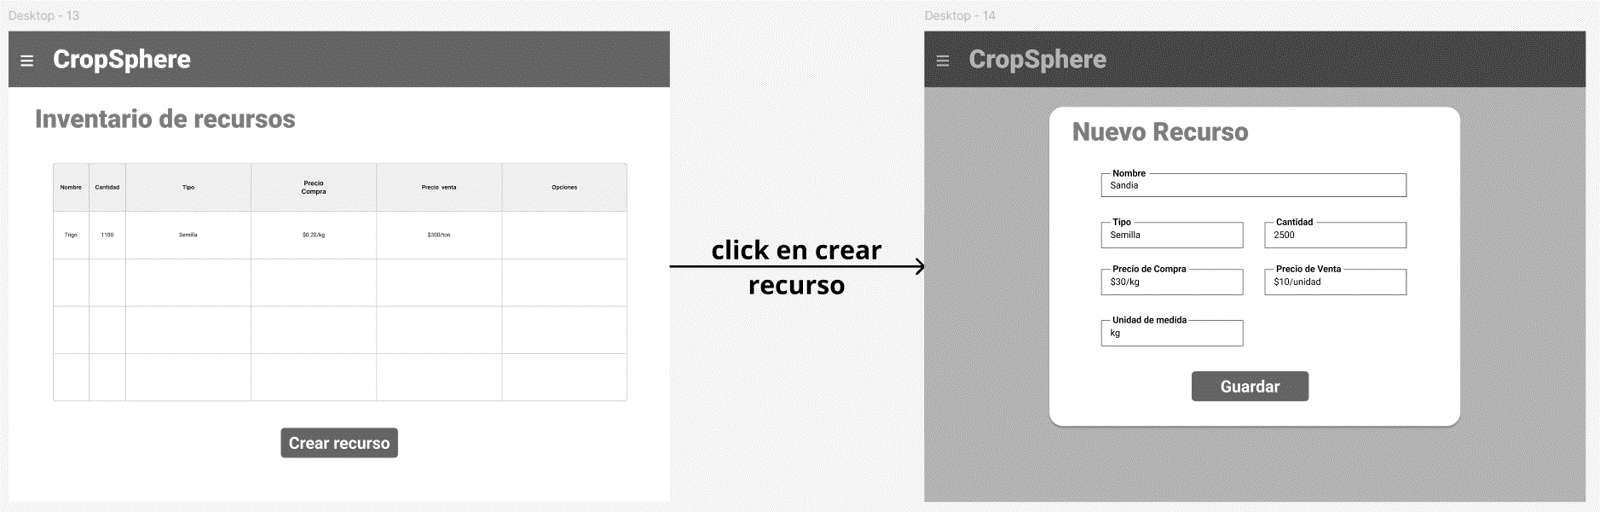 Desktop - 13
CropSphere
Inventario de recursos
Nombre Cantidad Tipo Precio Compra Precio venta Opciones
Trigo 1100 Semilla $0.20/kg $300/ton
Crear recurso
click en crear
recurso
Desktop - 14
CropSphere
Nuevo Recurso
Nombre
Sandia
Tipo Cantidad
Semilla 2500
Precio de Compra Precio de Venta
$30/kg $10/unidad
Unidad de medida
kg
Guardar